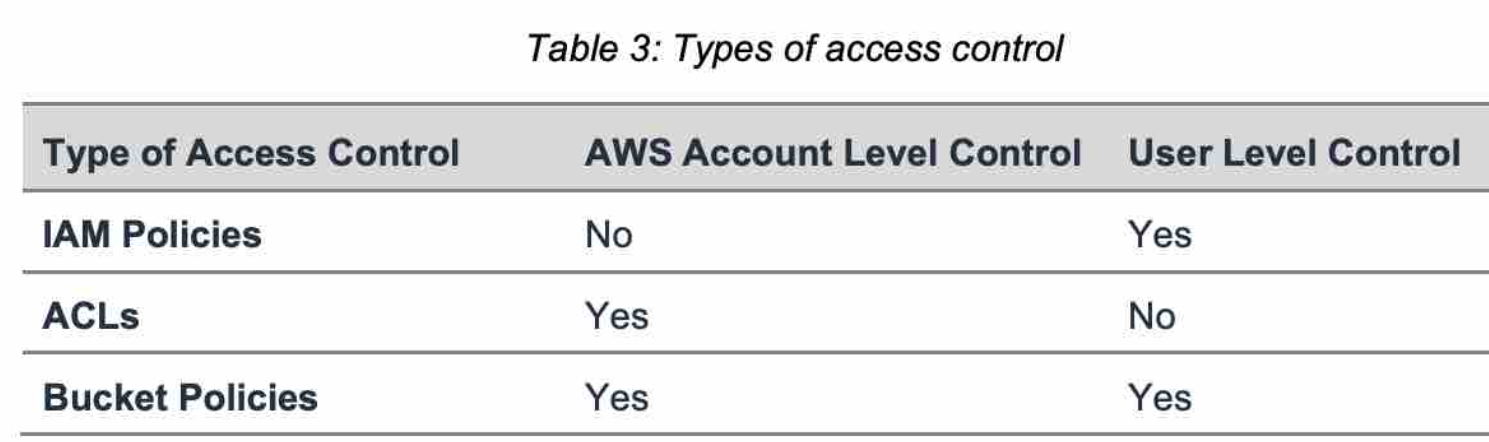 Table 3: Types of access control
Type of Access Control AWS Account Level Control User Level Control
IAM Policies No Yes
ACLs Yes No
Bucket Policies Yes Yes